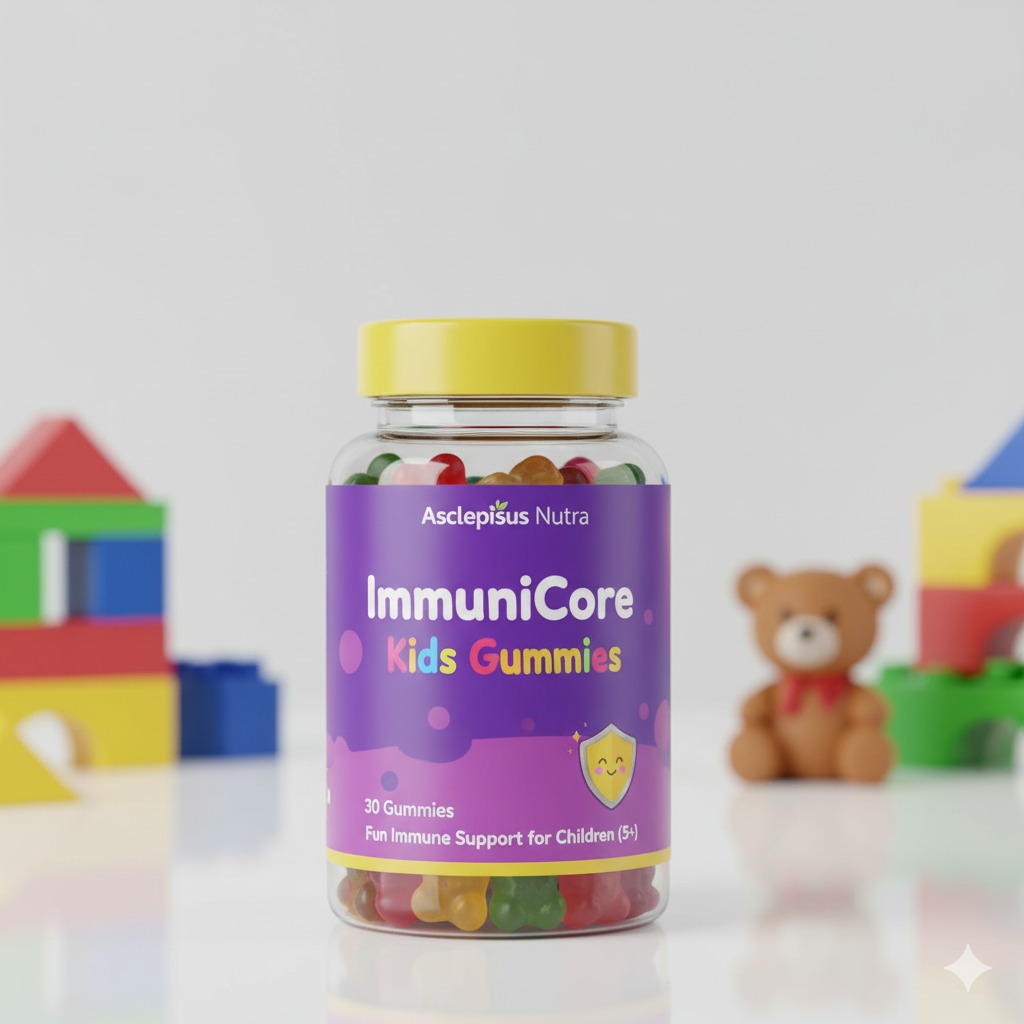 Asclepisus Nutra
ImmuniCore
Kids Gummies
30 Gummies
Fun Immune Support for Children (5+)